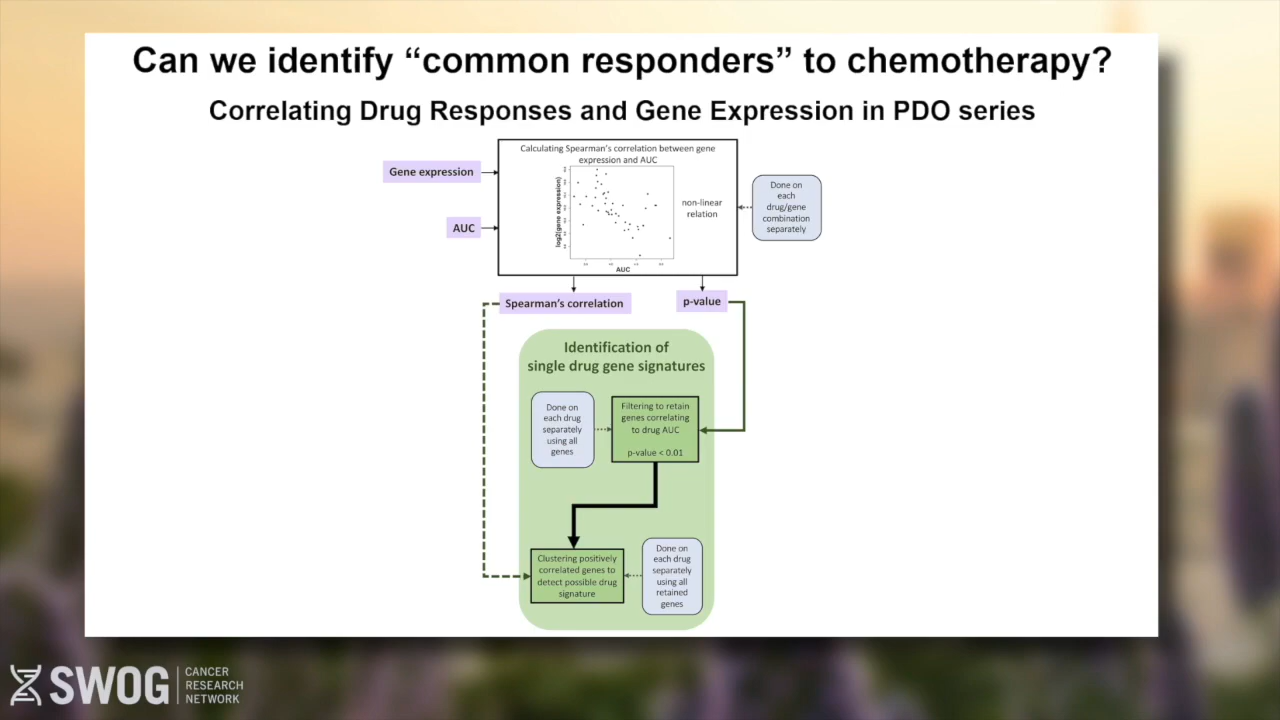 Can we identify “common responders” to chemotherapy?
Correlating Drug Responses and Gene Expression in PDO series
Calculating Spearman’s correlation between gene
expression and AUC
Gene expression
AUC
log2(gene expression)
AUC
non-linear
relation
Done on
each
drug/gene
combination
separately
Spearman’s correlation
p-value
Identification of
single drug gene signatures
Done on
each drug
separately
using all
genes
Filtering to retain
genes correlating
to drug AUC
p-value < 0.01
Clustering positively
correlated genes to
detect possible drug
signature
Done on
each drug
separately
using all
retained
genes
SWOG
CANCER
RESEARCH
NETWORK